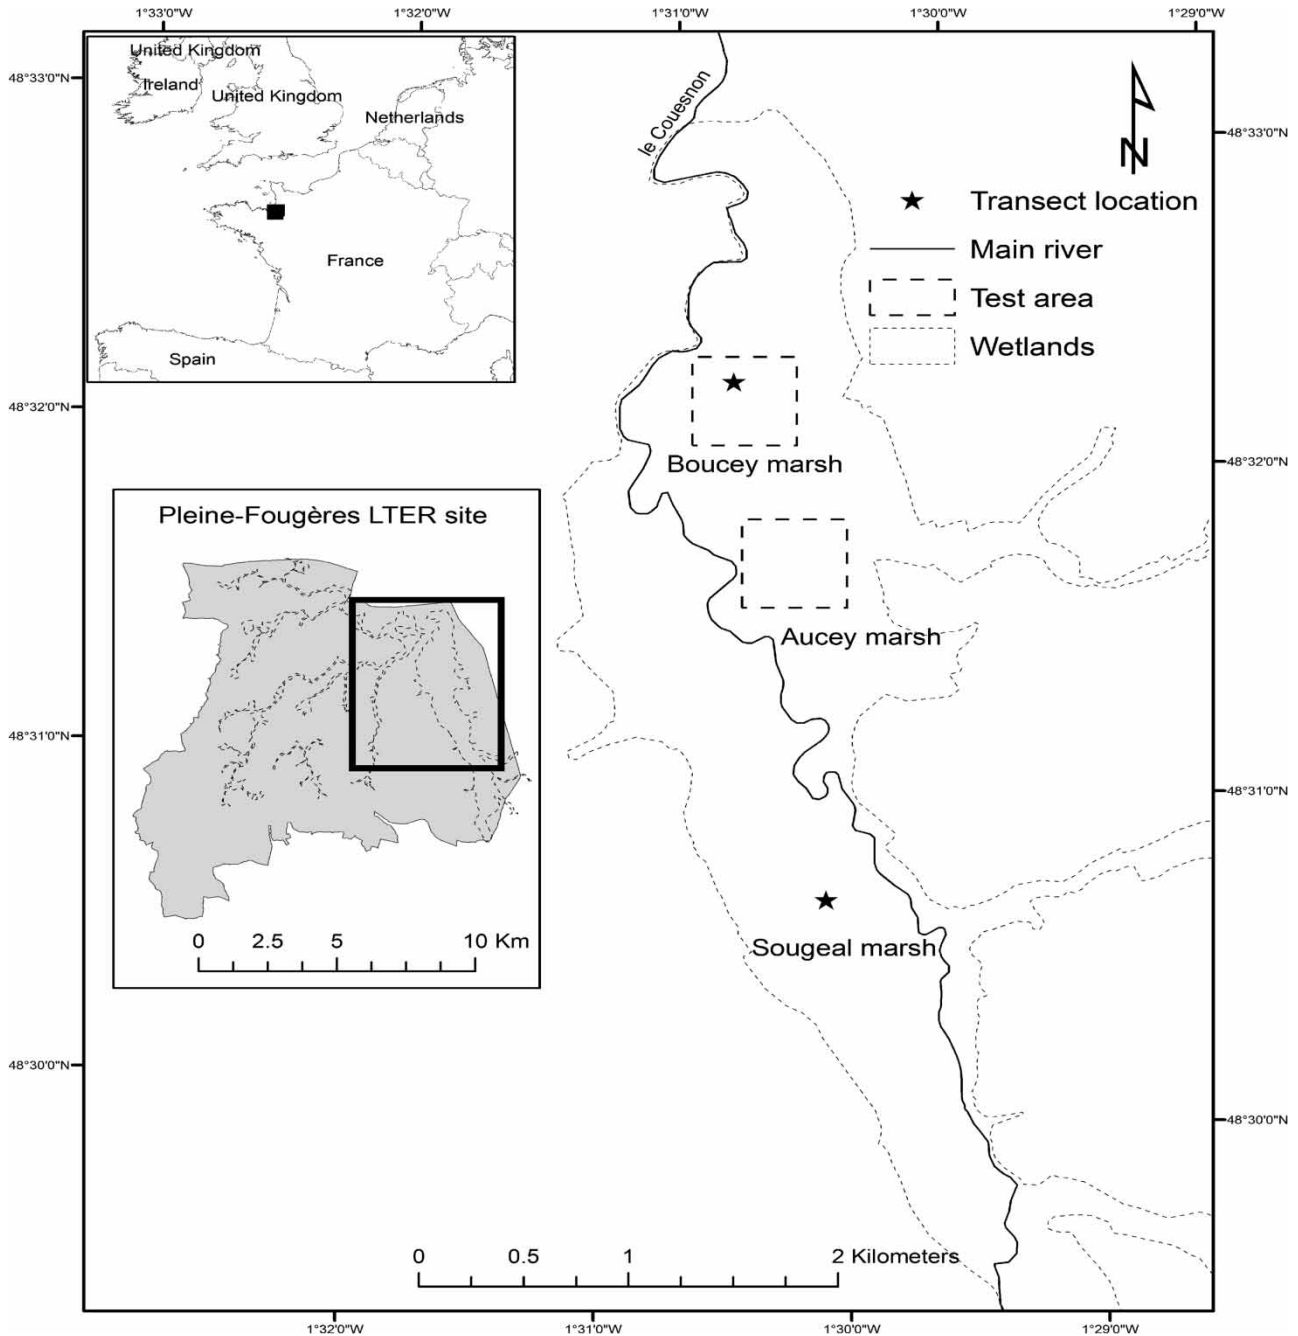 1°33'0"W
1°32'0"W
1°31'0"W
1°30'0"W
1°29'0"W
48°33'0"N
48°32'0"N
48°31'0"N
48°30'0"N
United Kingdom
Ireland
United Kingdom
Netherlands
France
Spain
le Couesnon
N
Transect location
Main river
Test area
Wetlands
Boucey marsh
Aucey marsh
Sougeal marsh
Pleine-Fougères LTER site
0 2.5 5 10 Km
0 0.5 1 2 Kilometers
48°33'0"N
48°32'0"N
48°31'0"N
48°30'0"N
1°32'0"W
1°31'0"W
1°30'0"W
1°29'0"W